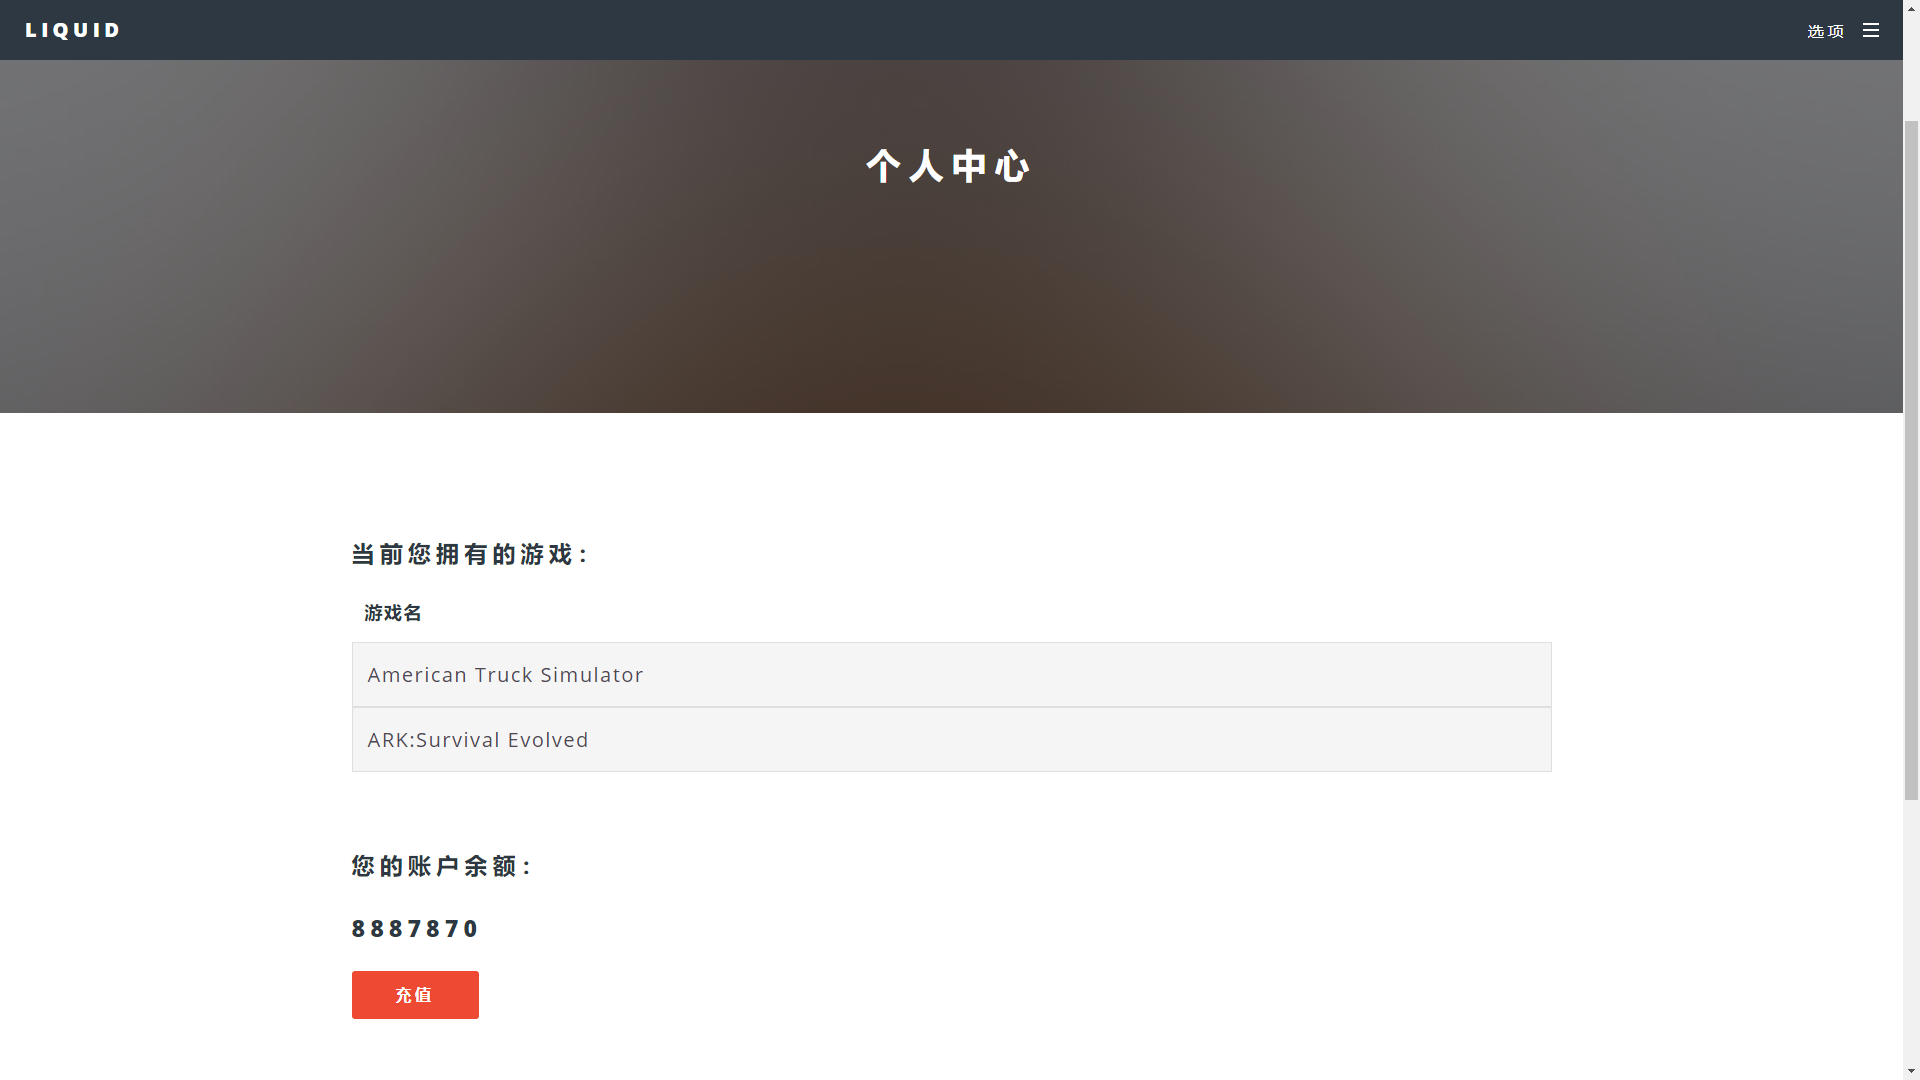 LIQUID
选项
个人中心
当前您拥有的游戏:
游戏名
American Truck Simulator
ARK:Survival Evolved
您的账户余额:
8887870
充值